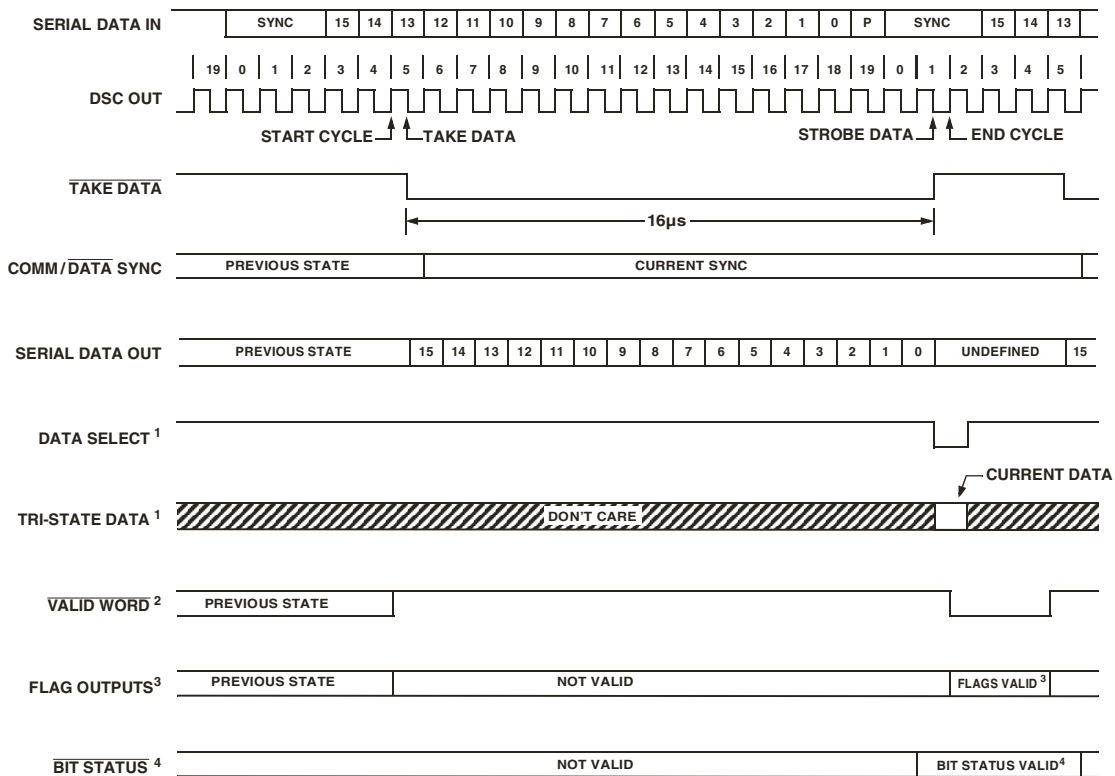 SERIAL DATA IN SYNC 15 14 13 12 11 10 9 8 7 6 5 4 3 2 1 0 P SYNC 15 14 13
19 0 1 2 3 4 5 6 7 8 9 10 11 12 13 14 15 16 17 18 19 0 1 2 3 4 5
DSC OUT
START CYCLE TAKE DATA STROBE DATA END CYCLE
TAKE DATA
16µs
COMM/DATA SYNC PREVIOUS STATE CURRENT SYNC
SERIAL DATA OUT PREVIOUS STATE 15 14 13 12 11 10 9 8 7 6 5 4 3 2 1 0 UNDEFINED 15
DATA SELECT 1
CURRENT DATA
TRI-STATE DATA 1 DON'T CARE
VALID WORD 2 PREVIOUS STATE
FLAG OUTPUTS3 PREVIOUS STATE NOT VALID FLAGS VALID 3
BIT STATUS 4 NOT VALID BIT STATUS VALID4